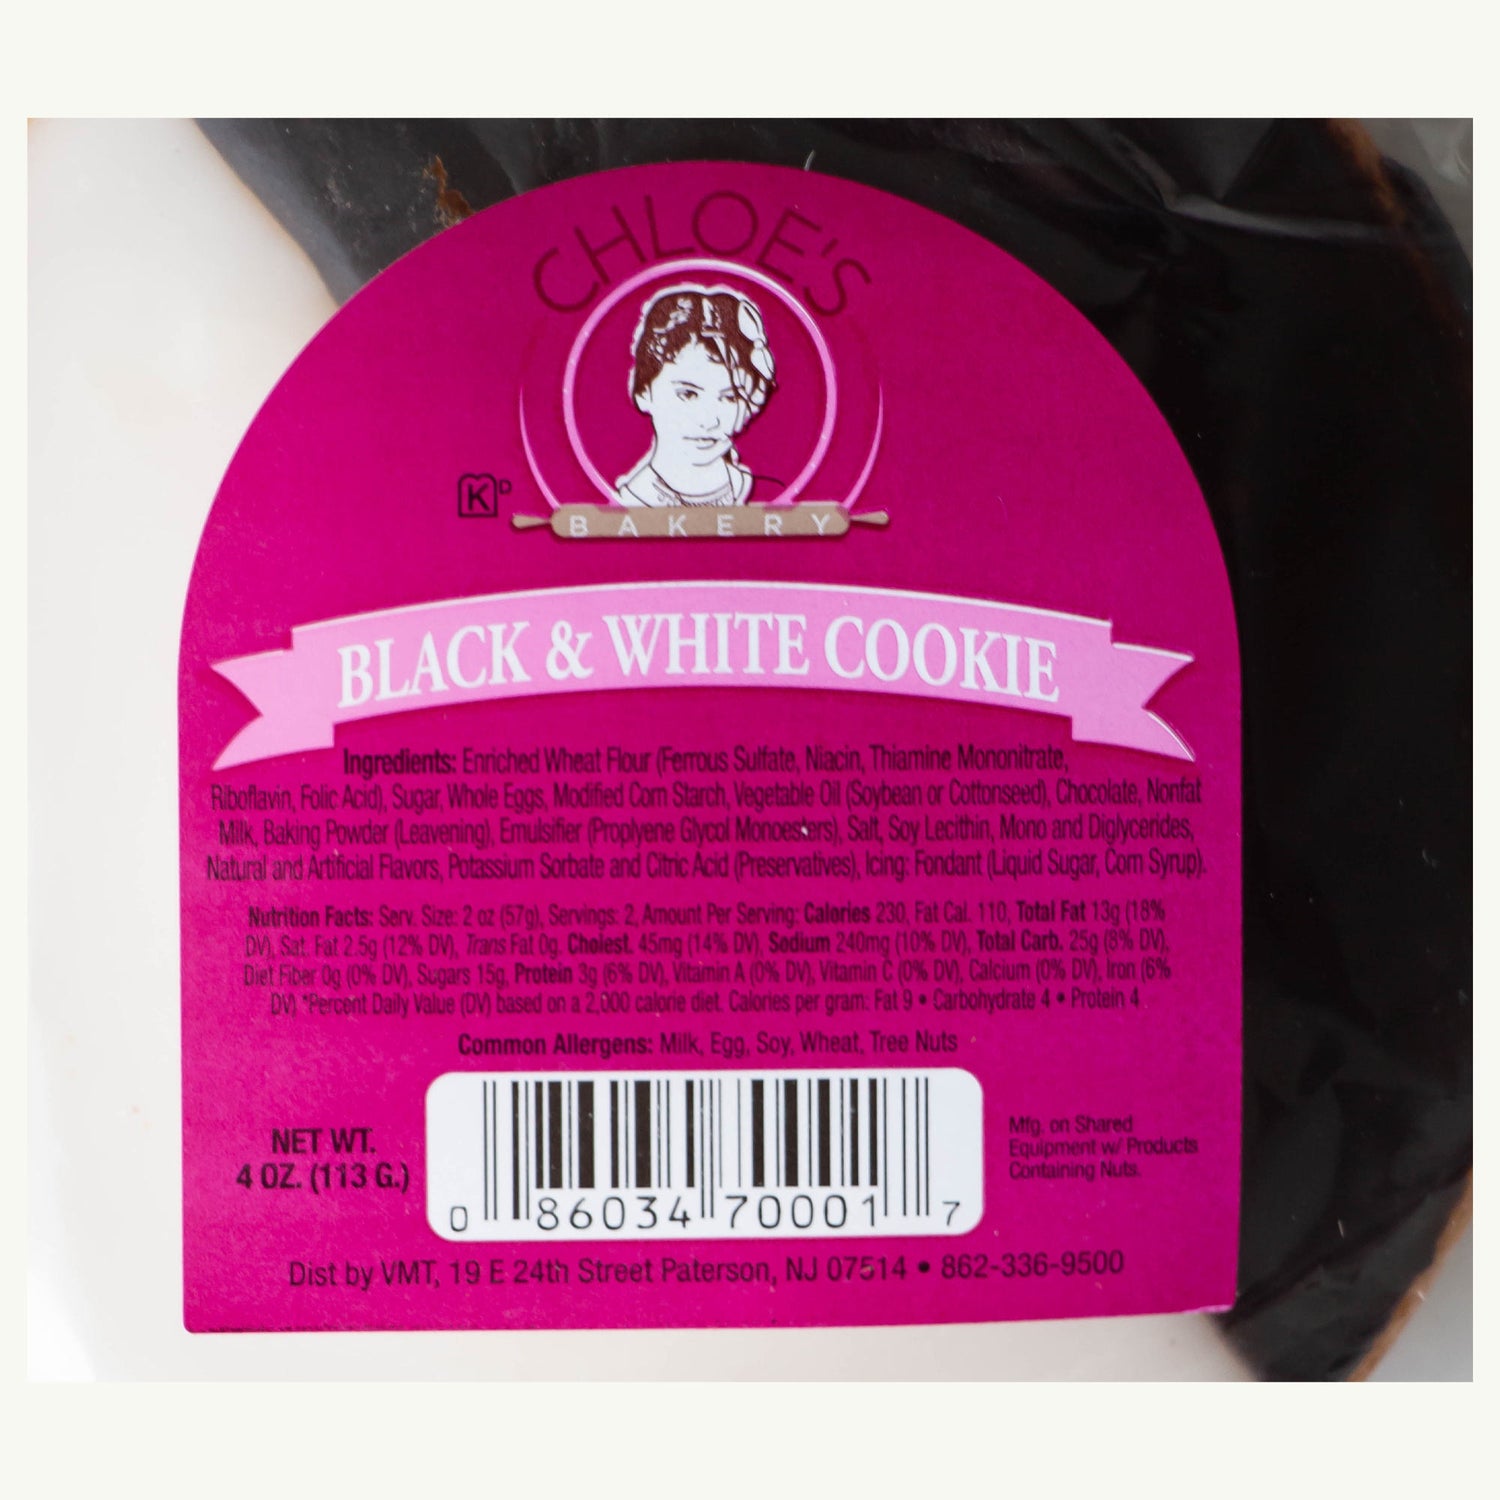 CHLOE'S
K D
BAKERY
BLACK & WHITE COOKIE
Ingredients: Enriched Wheat Flour (Ferrous Sulfate, Niacin, Thiamine Mononitrate,
Riboflavin, Folic Acid), Sugar, Whole Eggs, Modified Corn Starch, Vegetable Oil (Soybean or Cottonseed), Chocolate, Nonfat
Milk, Baking Powder (Leavening), Emulsifier (Proplyene Glycol Monoesters), Salt, Soy Lecithin, Mono and Diglycerides,
Natural and Artificial Flavors, Potassium Sorbate and Citric Acid (Preservatives), Icing: Fondant (Liquid Sugar, Corn Syrup).
Nutrition Facts: Serv. Size: 2 oz (57g), Servings: 2, Amount Per Serving: Calories 230, Fat Cal. 110, Total Fat 13g (18%
DV), Sat. Fat 2.5g (12% DV), Trans Fat 0g, Cholest. 45mg (14% DV), Sodium 240mg (10% DV), Total Carb. 25g (8% DV),
Diet Fiber 0g (0% DV), Sugars 15g, Protein 3g (6% DV), Vitamin A (0% DV), Vitamin C (0% DV), Calcium (0% DV), Iron (6%
DV) *Percent Daily Value (DV) based on a 2,000 calorie diet. Calories per gram: Fat 9 • Carbohydrate 4 • Protein 4
Common Allergens: Milk, Egg, Soy, Wheat, Tree Nuts
NET WT.
4 OZ. (113 G.)
0 86034 70001 7
Mfg. on Shared
Equipment w/ Products
Containing Nuts.
Dist by VMT, 19 E 24th Street Paterson, NJ 07514 • 862-336-9500